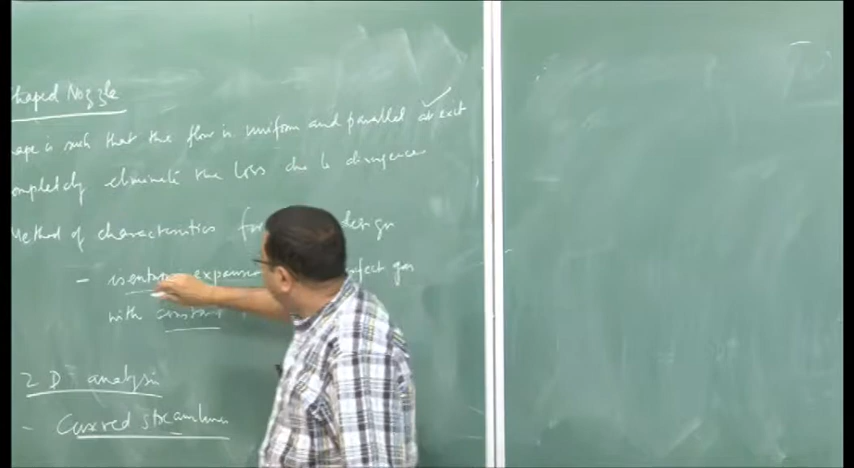 haped Nozzle
ape is such that the flow is uniform and parallel at exit
ompletely eliminate the loss due to divergence
Method of characteristics for design
- isentropic expansion perfect gas
with constant
2 D analysis
- Curved streamlines